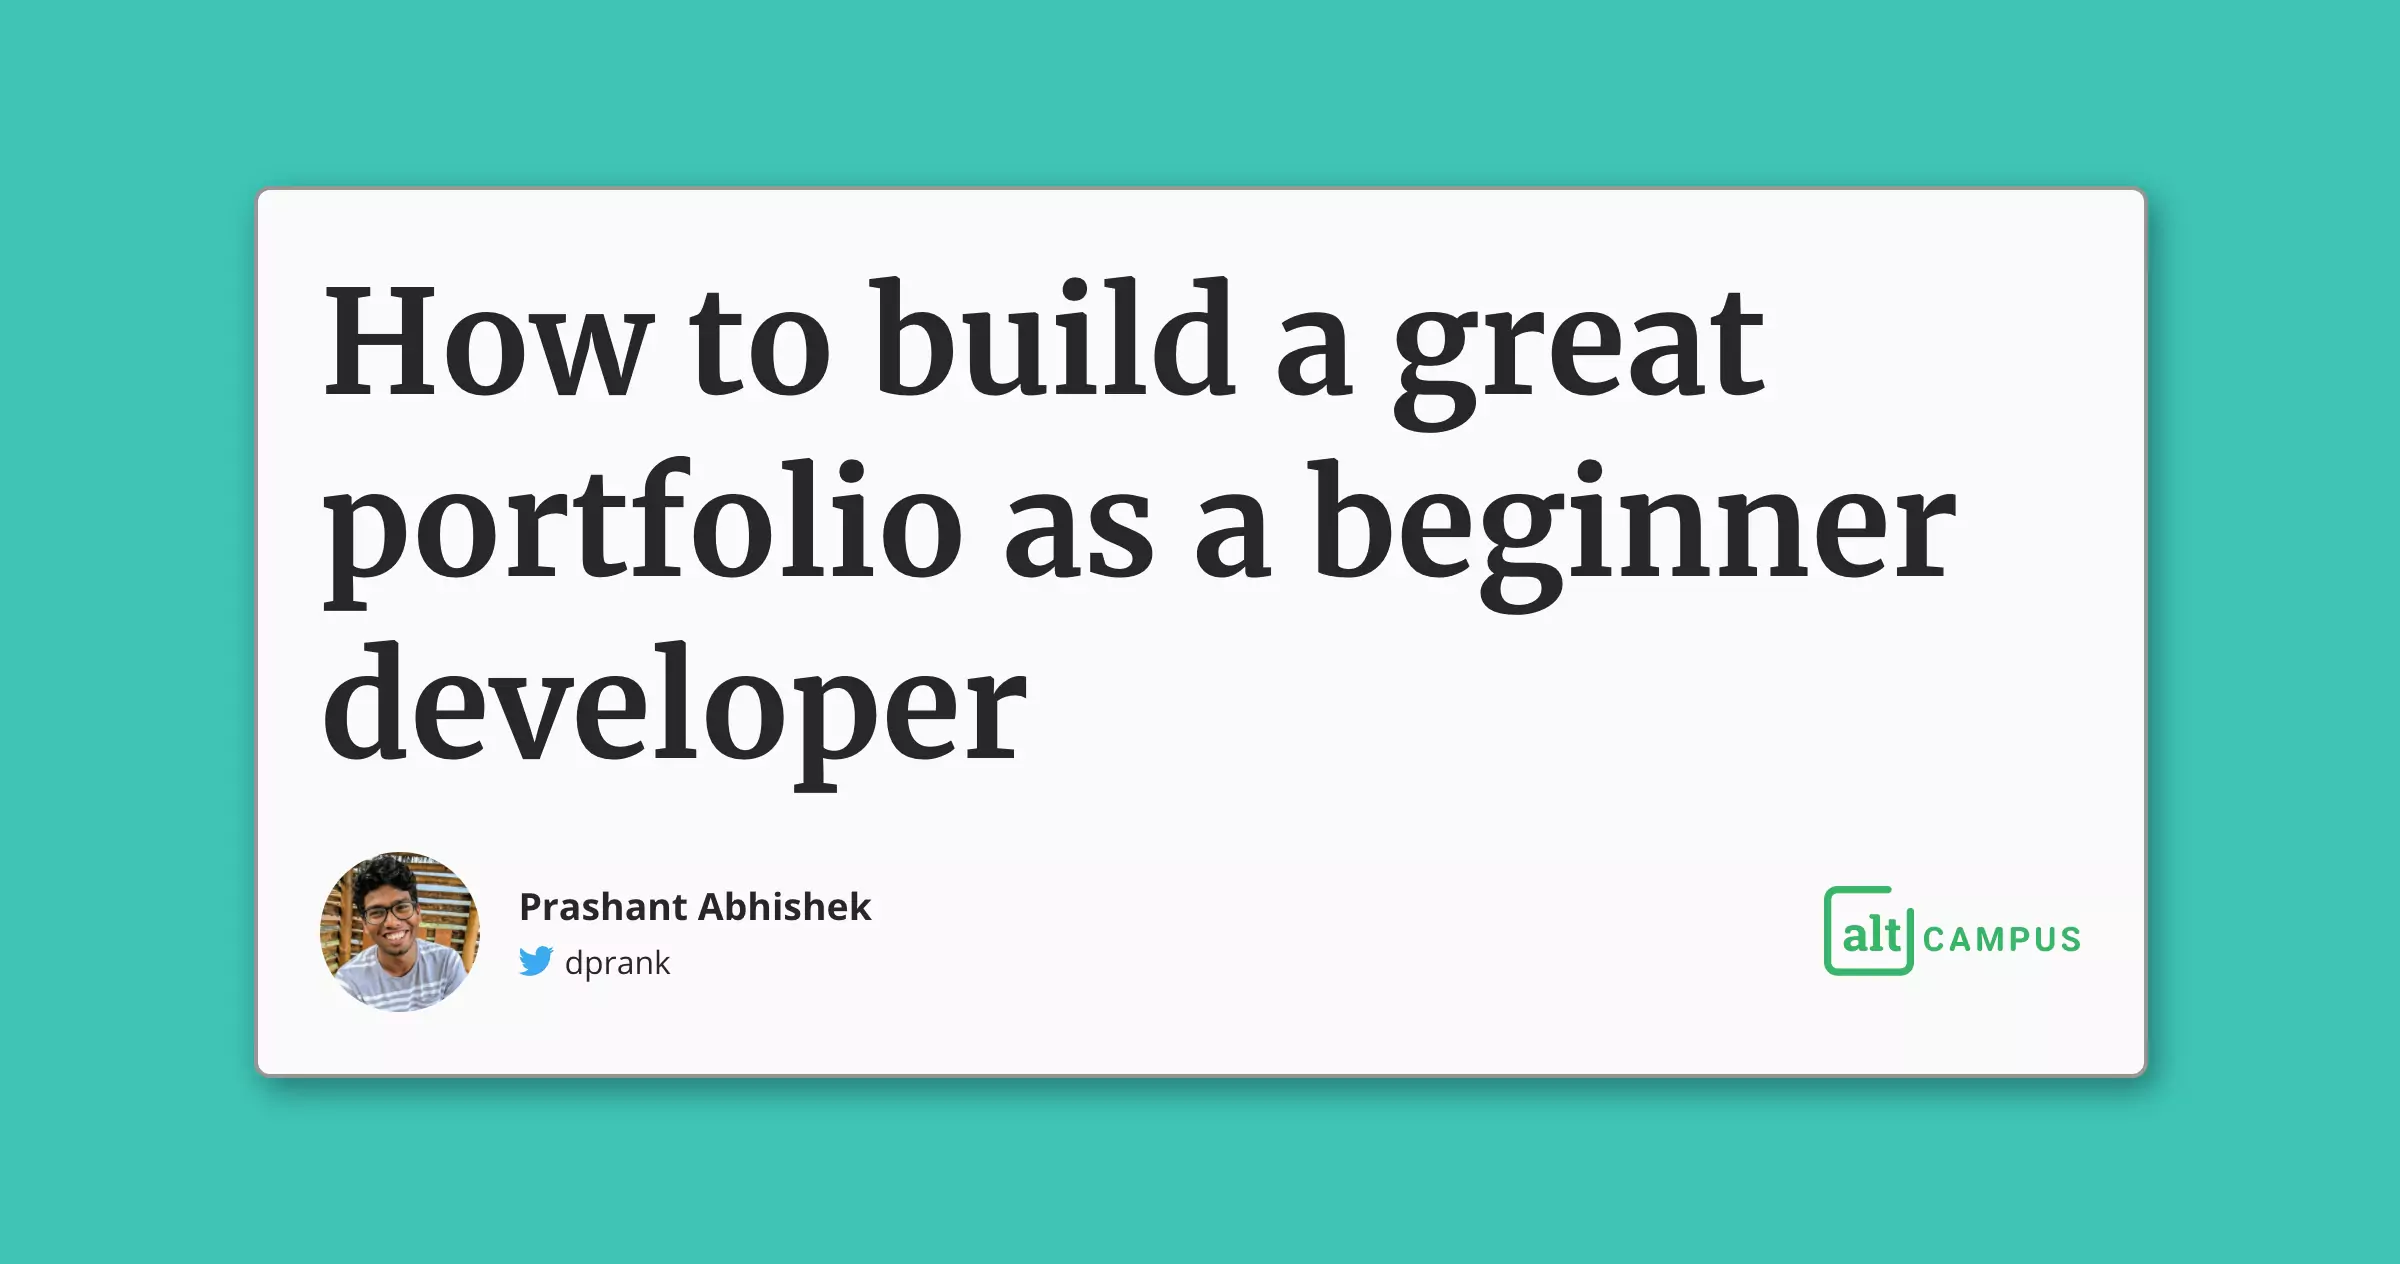 How to build a great
portfolio as a beginner
developer
Prashant Abhishek
dprank
alt CAMPUS